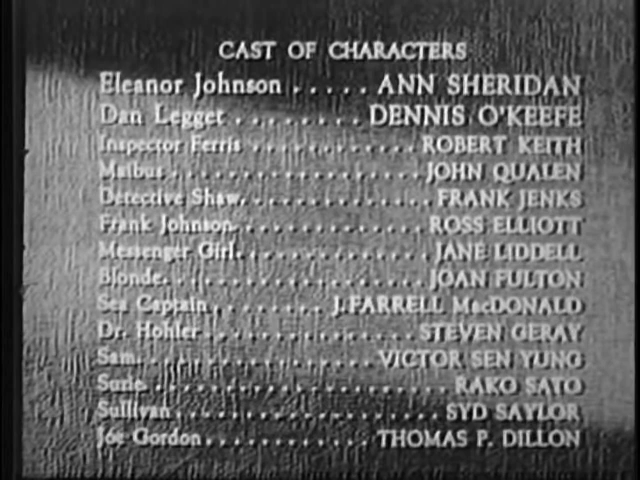 CAST OF CHARACTERS
Eleanor Johnson ..... ANN SHERIDAN
Dan Legget ........ DENNIS O'KEEFE
Inspector Ferris ............ ROBERT KEITH
Maibus .................. JOHN QUALEN
Detective Shaw .............. FRANK JENKS
Frank Johnson .............. ROSS ELLIOTT
Messenger Girl .............. JANE LIDDELL
Blonde .................... JOAN FULTON
Sea Captain ........ J. FARRELL MacDONALD
Dr. Hohler ................ STEVEN GERAY
Sam .................. VICTOR SEN YUNG
Suzie ...................... RAKO SATO
Sullivan .................... SYD SAYLOR
Joe Gordon ............ THOMAS P. DILLON